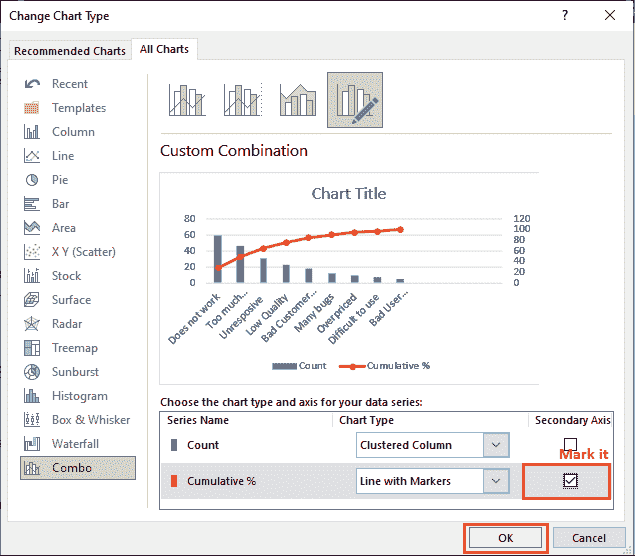 Change Chart Type
?
Recommended Charts
All Charts
Recent
Templates
Column
Line
Pie
Bar
Area
X Y (Scatter)
Stock
Surface
Radar
Treemap
Sunburst
Histogram
Box & Whisker
Waterfall
Combo
Custom Combination
Chart Title
80
60
40
20
0
120
100
80
60
40
20
0
Does not work
Too much...
Unresposive
Low Quality
Bad Customer...
Many bugs
Overpriced
Difficult to use
Bad User...
Count
Cumulative %
Choose the chart type and axis for your data series:
Series Name Chart Type Secondary Axis
Count Clustered Column
Mark it
Cumulative % Line with Markers
OK Cancel